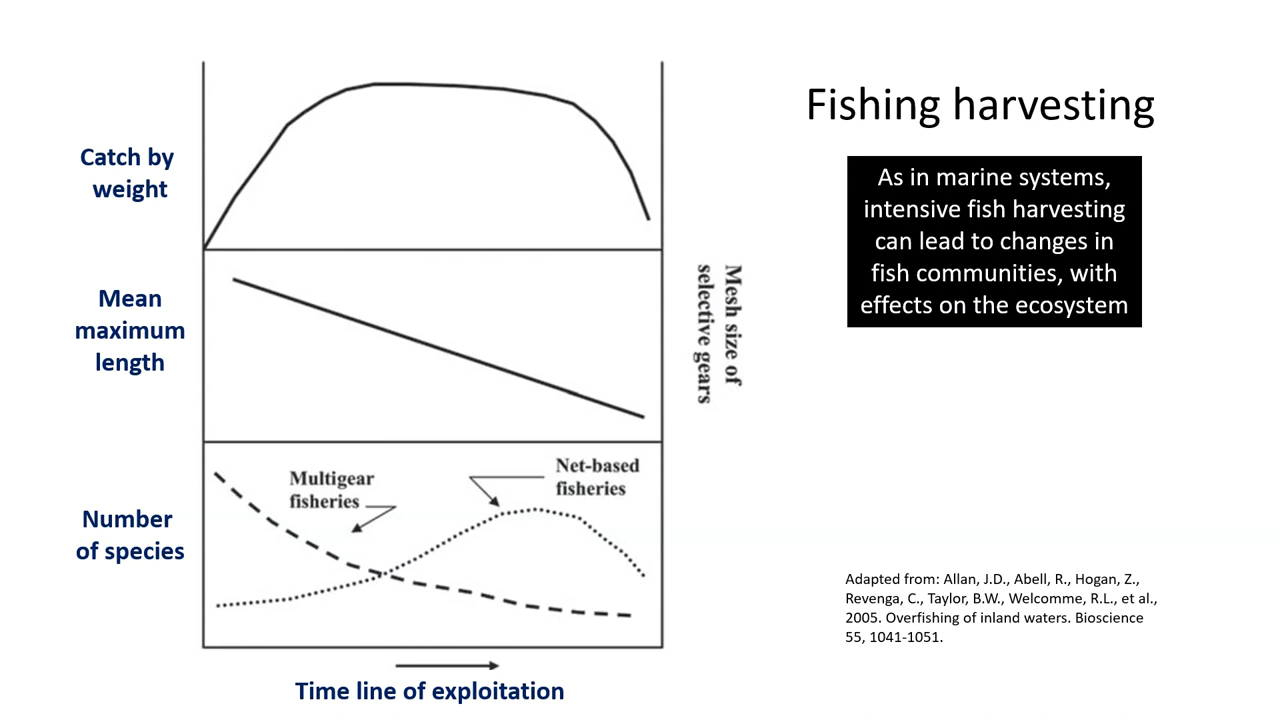 Fishing harvesting
As in marine systems,
intensive fish harvesting
can lead to changes in
fish communities, with
effects on the ecosystem
Catch by
weight
Mean
maximum
length
Mesh size of
selective gears
Number
of species
Multigear
fisheries
Net-based
fisheries
Time line of exploitation
Adapted from: Allan, J.D., Abell, R., Hogan, Z.,
Revenga, C., Taylor, B.W., Welcomme, R.L., et al.,
2005. Overfishing of inland waters. Bioscience
55, 1041-1051.